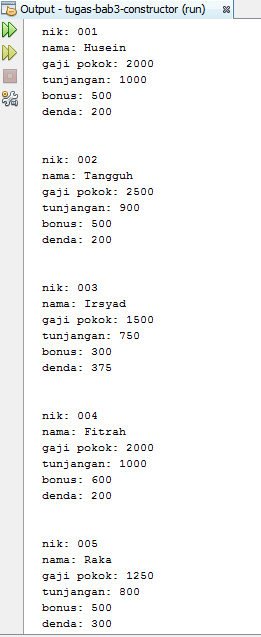 Output - tugas-bab3-constructor (run)
nik: 001
nama: Husein
gaji pokok: 2000
tunjangan: 1000
bonus: 500
denda: 200
nik: 002
nama: Tangguh
gaji pokok: 2500
tunjangan: 900
bonus: 500
denda: 200
nik: 003
nama: Irsyad
gaji pokok: 1500
tunjangan: 750
bonus: 300
denda: 375
nik: 004
nama: Fitrah
gaji pokok: 2000
tunjangan: 1000
bonus: 600
denda: 200
nik: 005
nama: Raka
gaji pokok: 1250
tunjangan: 800
bonus: 500
denda: 300